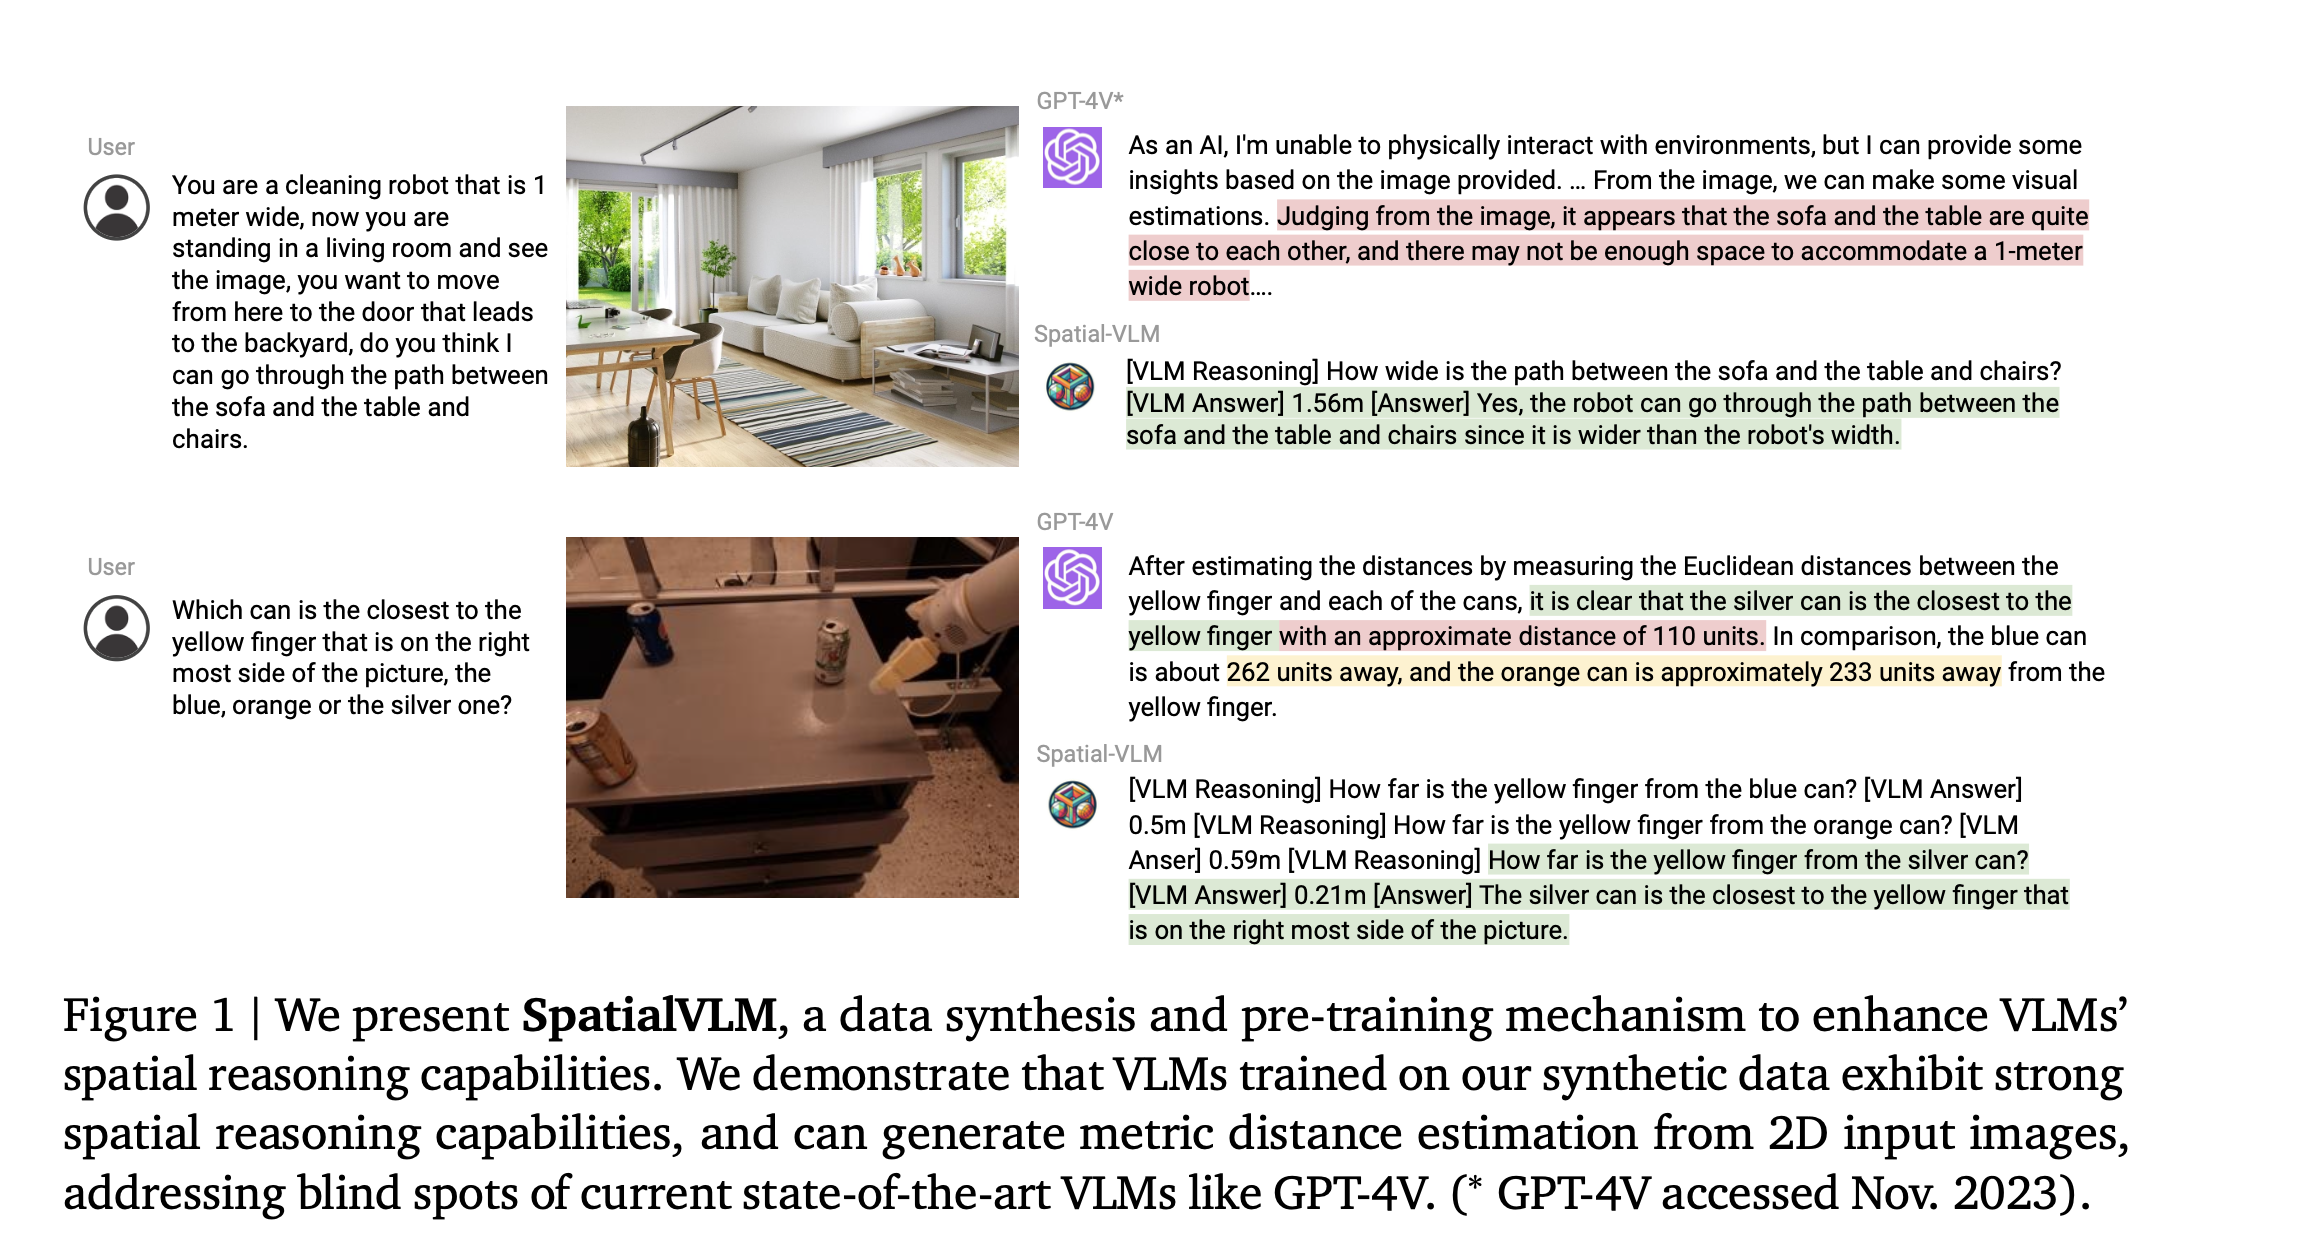 User
You are a cleaning robot that is 1
meter wide, now you are
standing in a living room and see
the image, you want to move
from here to the door that leads
to the backyard, do you think I
can go through the path between
the sofa and the table and
chairs.
GPT-4V*
As an AI, I'm unable to physically interact with environments, but I can provide some
insights based on the image provided. ... From the image, we can make some visual
estimations. Judging from the image, it appears that the sofa and the table are quite
close to each other, and there may not be enough space to accommodate a 1-meter
wide robot....
Spatial-VLM
[VLM Reasoning] How wide is the path between the sofa and the table and chairs?
[VLM Answer] 1.56m [Answer] Yes, the robot can go through the path between the
sofa and the table and chairs since it is wider than the robot's width.
User
Which can is the closest to the
yellow finger that is on the right
most side of the picture, the
blue, orange or the silver one?
GPT-4V
After estimating the distances by measuring the Euclidean distances between the
yellow finger and each of the cans, it is clear that the silver can is the closest to the
yellow finger with an approximate distance of 110 units. In comparison, the blue can
is about 262 units away, and the orange can is approximately 233 units away from the
yellow finger.
Spatial-VLM
[VLM Reasoning] How far is the yellow finger from the blue can? [VLM Answer]
0.5m [VLM Reasoning] How far is the yellow finger from the orange can? [VLM
Anser] 0.59m [VLM Reasoning] How far is the yellow finger from the silver can?
[VLM Answer] 0.21m [Answer] The silver can is the closest to the yellow finger that
is on the right most side of the picture.
Figure 1 | We present SpatialVLM, a data synthesis and pre-training mechanism to enhance VLMs’
spatial reasoning capabilities. We demonstrate that VLMs trained on our synthetic data exhibit strong
spatial reasoning capabilities, and can generate metric distance estimation from 2D input images,
addressing blind spots of current state-of-the-art VLMs like GPT-4V. (* GPT-4V accessed Nov. 2023).